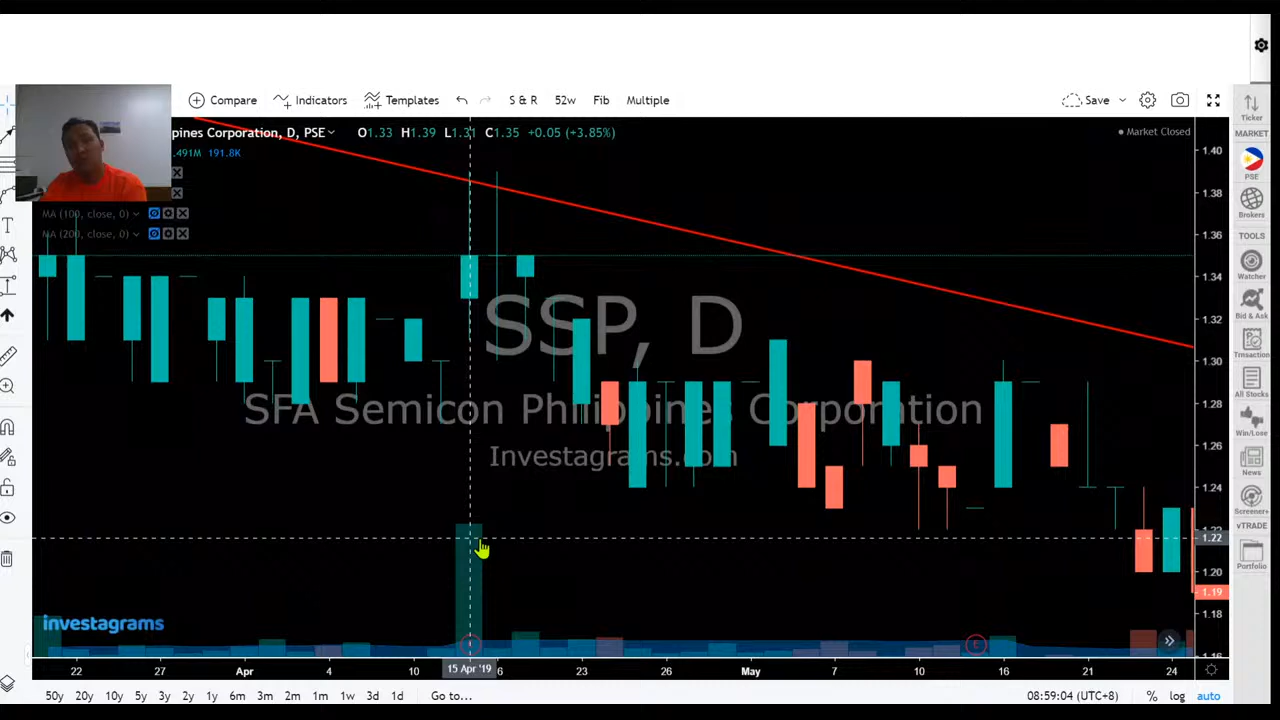 Compare
Indicators
Templates
S & R
52w
Fib
Multiple
Save
pines Corporation, D, PSE
O1.33 H1.39 L1.31 C1.35 +0.05 (+3.85%)
Market Closed
.491M 191.8K
MA (100, close, 0)
MA (200, close, 0)
SSP, D
SFA Semicon Philippines Corporation
Investagrams.com
investagrams
1.40
1.38
1.36
1.34
1.32
1.30
1.28
1.26
1.24
1.22
1.20
1.19
1.18
1.16
22 27 Apr 4 10 15 Apr '19 6 23 26 May 7 10 16 21 24
50y 20y 10y 5y 3y 2y 1y 6m 3m 2m 1m 1w 3d 1d Go to...
08:59:04 (UTC+8) % log auto
Ticker
MARKET
PSE
Brokers
TOOLS
Watcher
Bid & Ask
Trnsaction
All Stocks
Win/Lose
News
Screener+
vTRADE
Portfolio